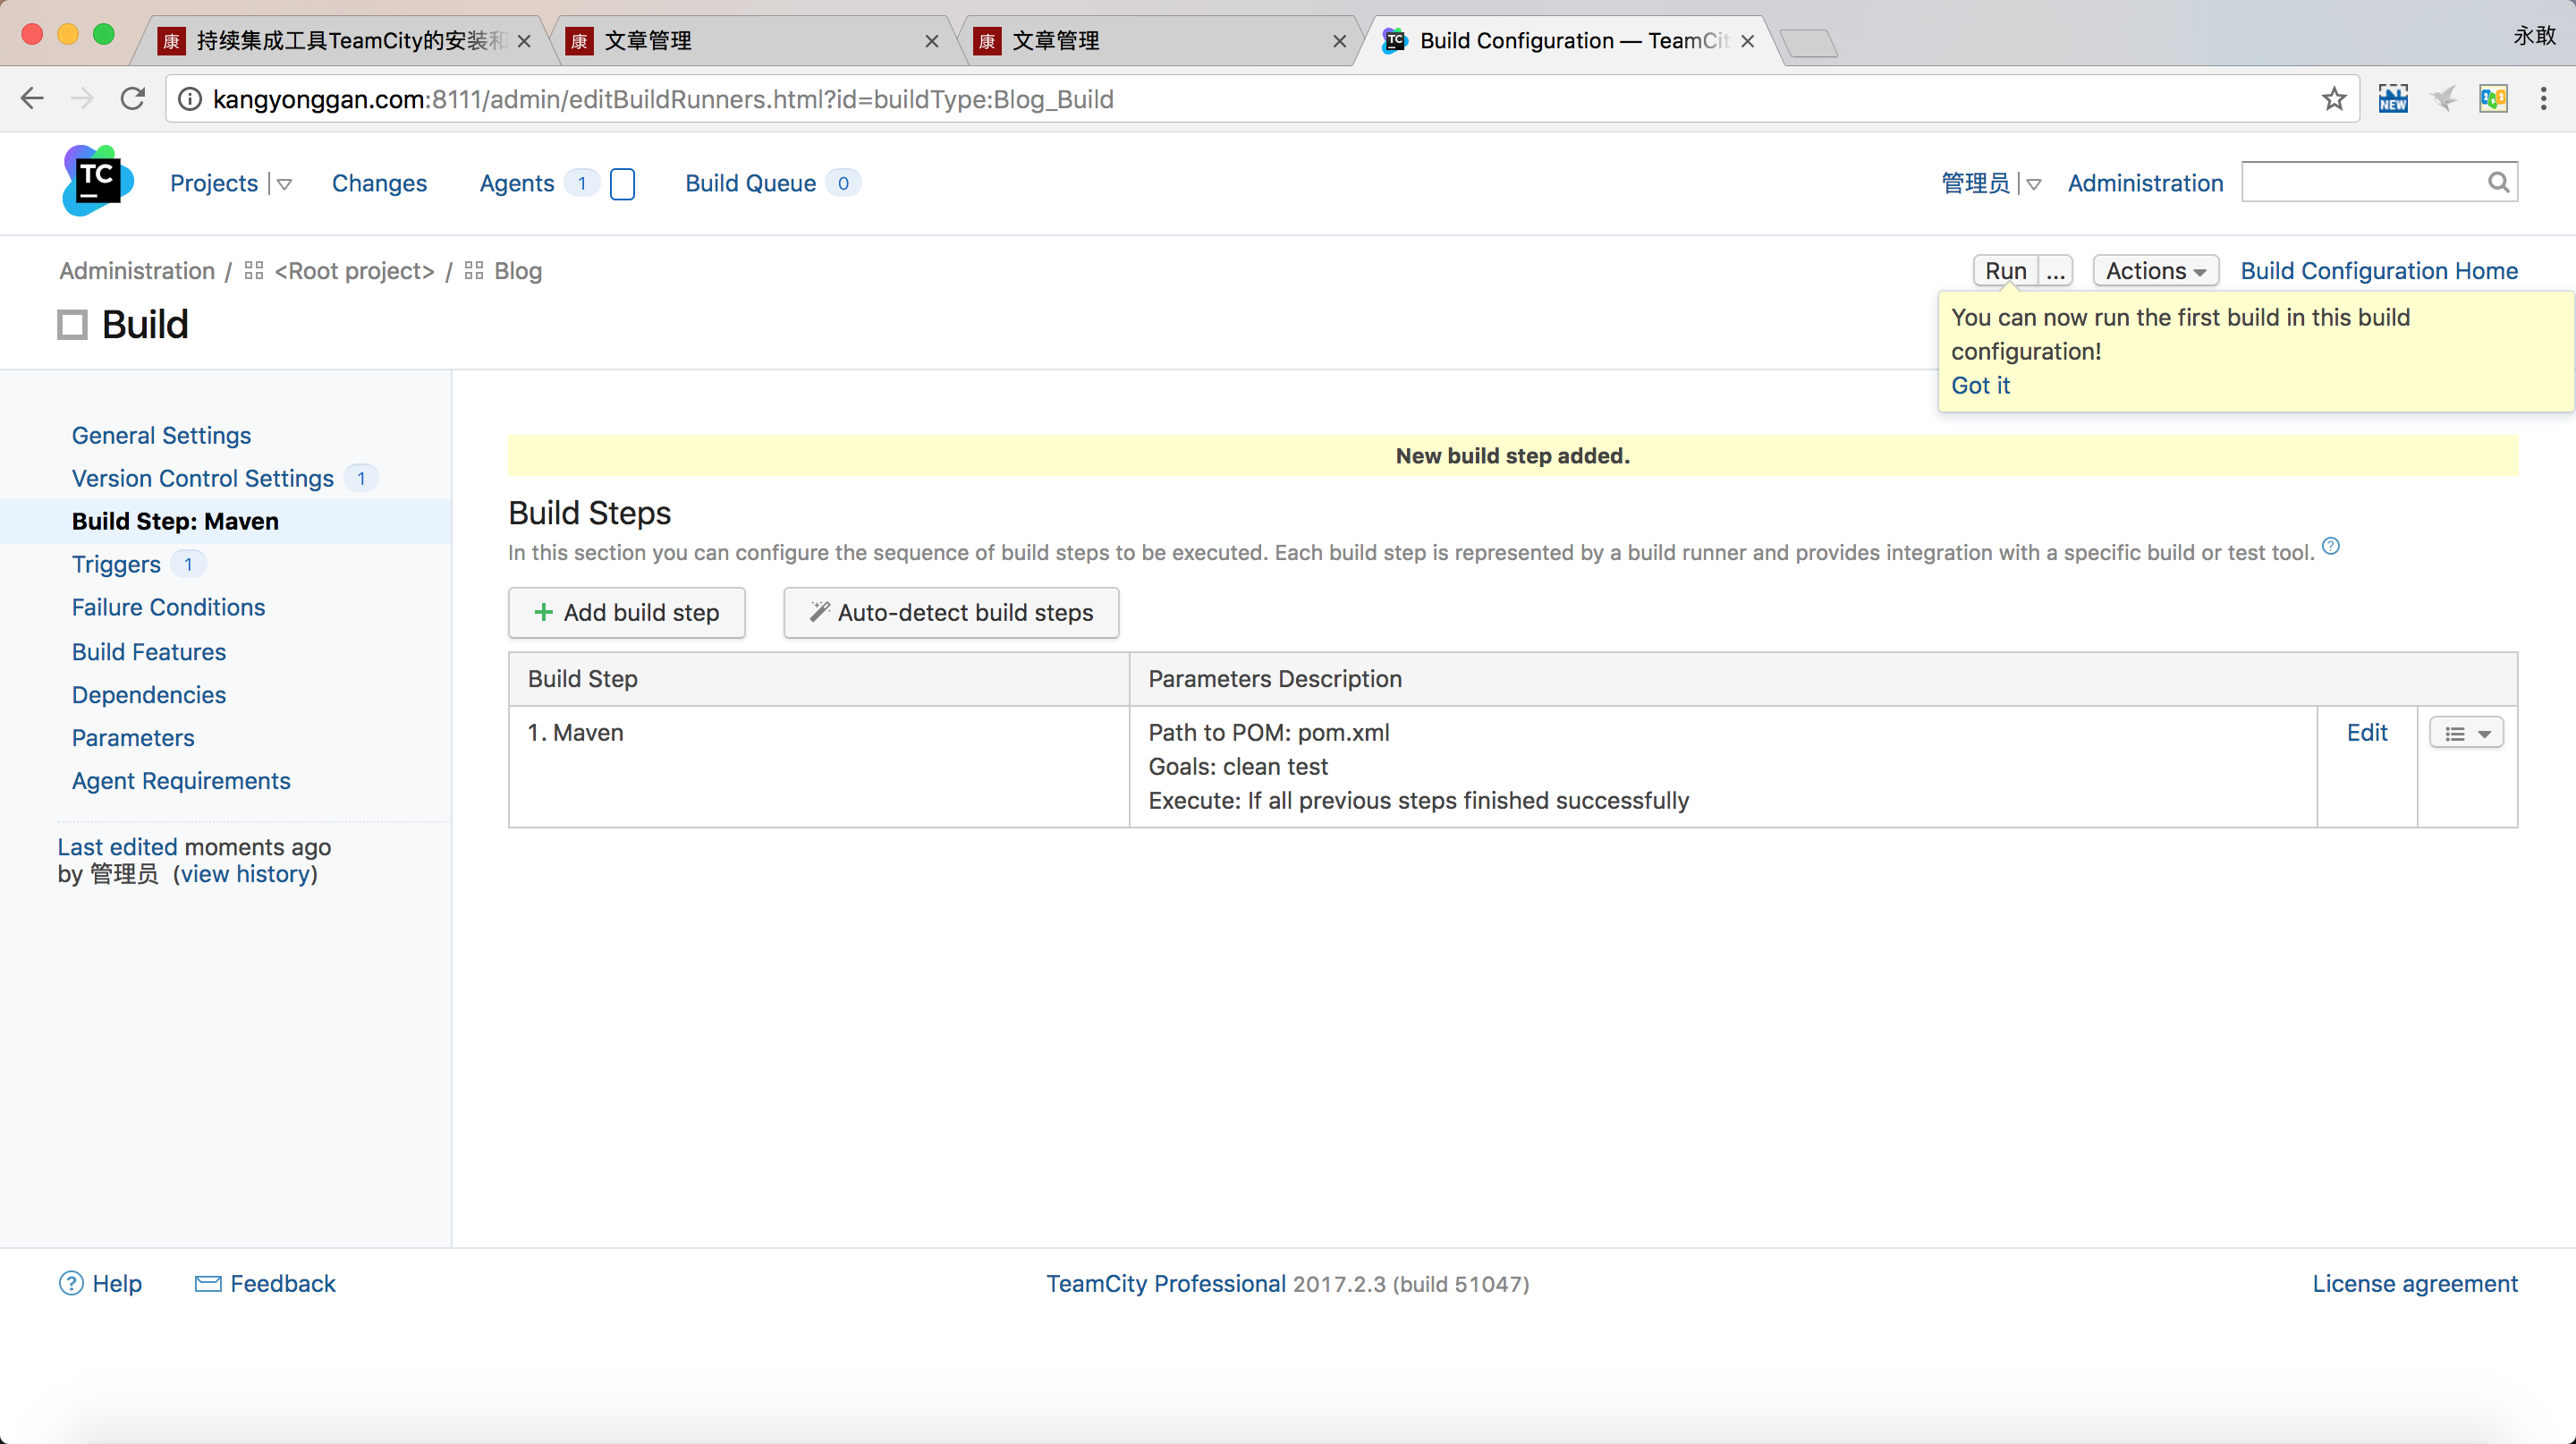 持续集成工具TeamCity的安装和
文章管理
文章管理
Build Configuration — TeamCit
永敢
kangyonggan.com:8111/admin/editBuildRunners.html?id=buildType:Blog_Build
NEW
TC
Projects
Changes
Agents 1
Build Queue 0
管理员
Administration
Administration / <Root project> / Blog
Run ...
Actions
Build Configuration Home
Build
You can now run the first build in this build
configuration!
Got it
General Settings
Version Control Settings 1
Build Step: Maven
Triggers 1
Failure Conditions
Build Features
Dependencies
Parameters
Agent Requirements
Last edited moments ago
by 管理员 (view history)
New build step added.
Build Steps
In this section you can configure the sequence of build steps to be executed. Each build step is represented by a build runner and provides integration with a specific build or test tool. ?
+ Add build step
Auto-detect build steps
Build Step
Parameters Description
1. Maven
Path to POM: pom.xml
Goals: clean test
Execute: If all previous steps finished successfully
Edit
? Help
Feedback
TeamCity Professional 2017.2.3 (build 51047)
License agreement